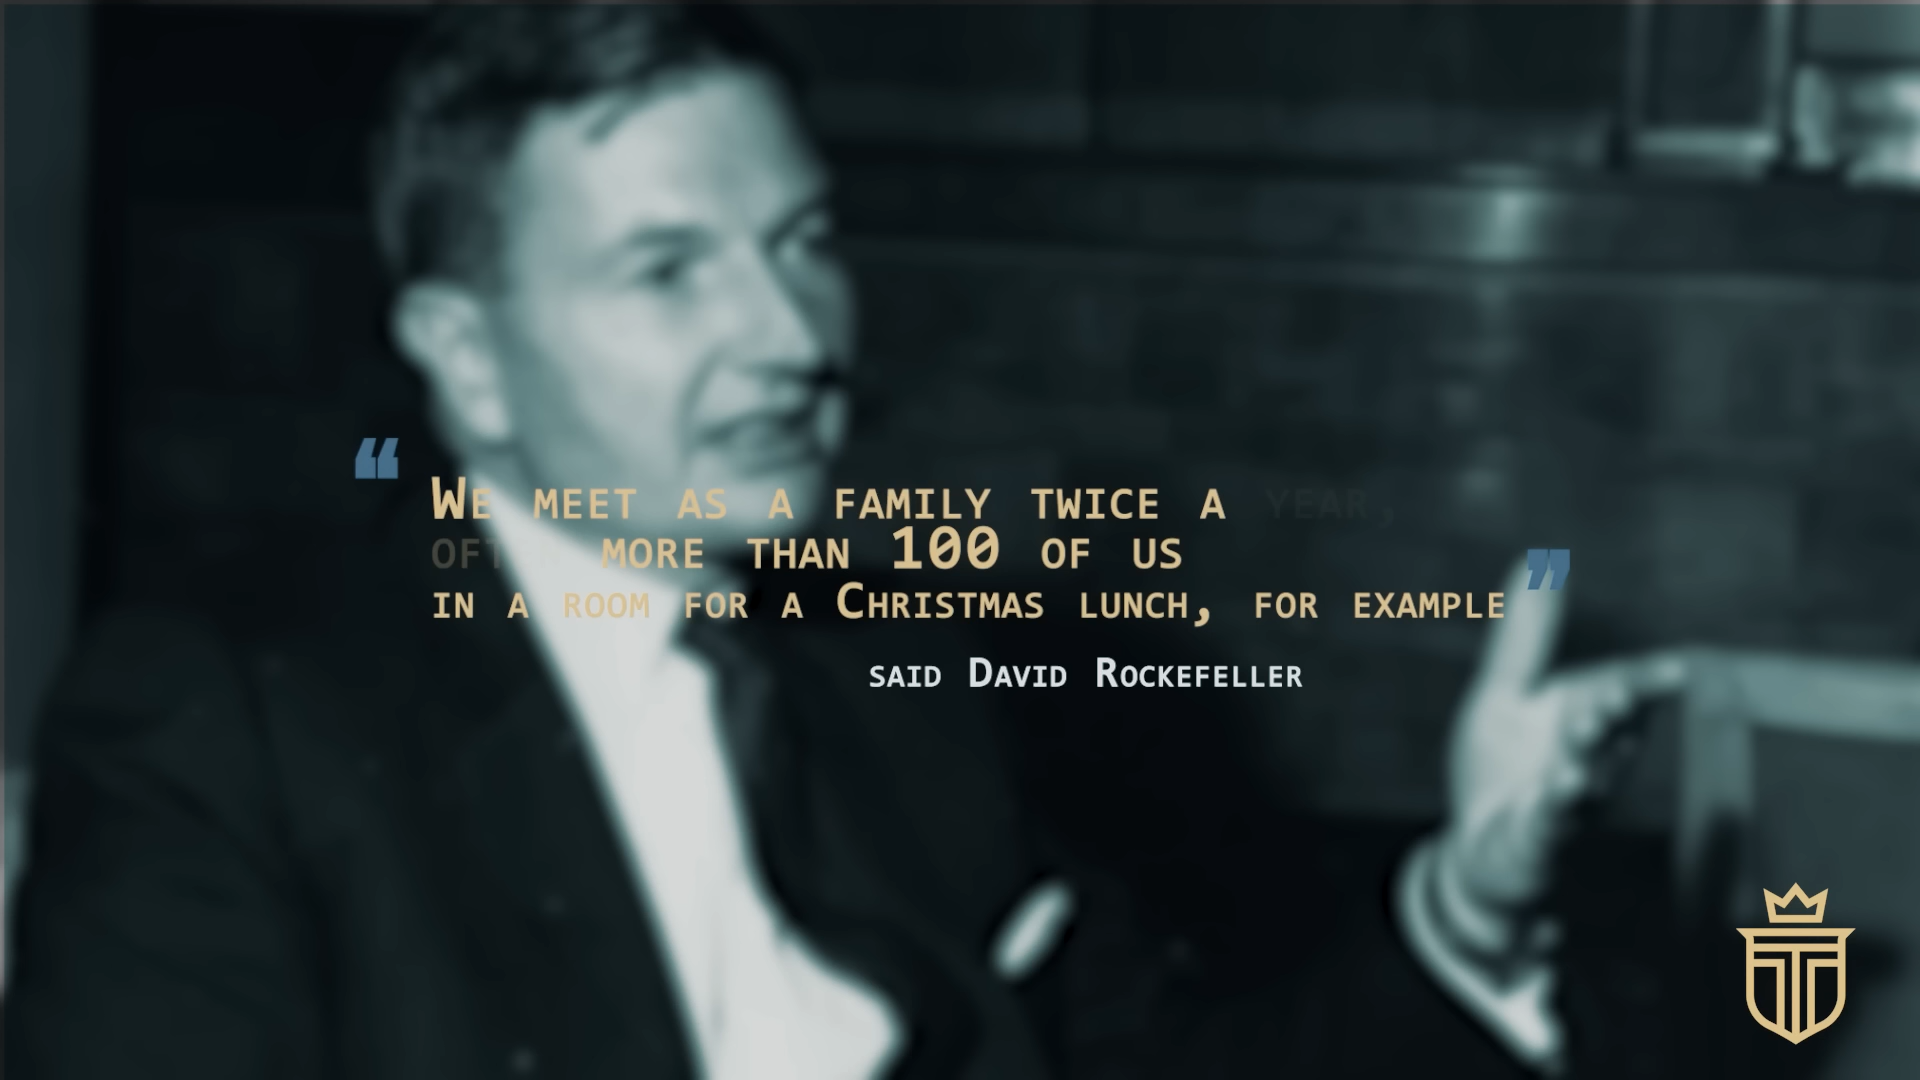 “We meet as a family twice a year,
often more than 100 of us
in a room for a Christmas lunch, for example”
said David Rockefeller